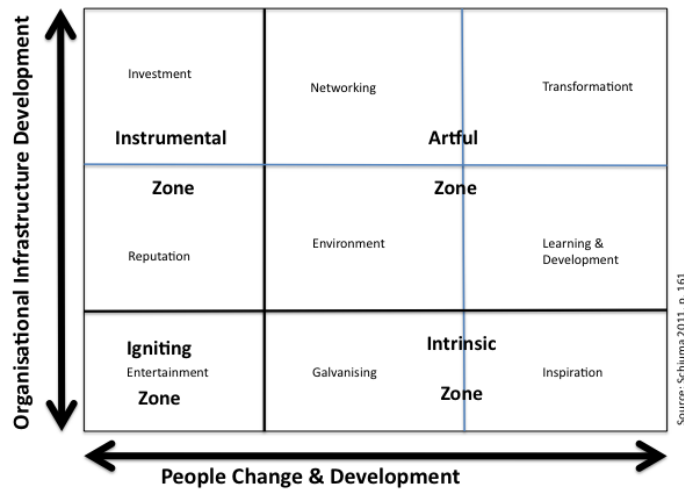 Organisational Infrastructure Development
Investment
Networking
Transformationt
Instrumental
Artful
Zone
Zone
Reputation
Environment
Learning &
Development
Igniting
Intrinsic
Entertainment
Galvanising
Inspiration
Zone
Zone
Source: Schiuma 2011, p. 161
People Change & Development